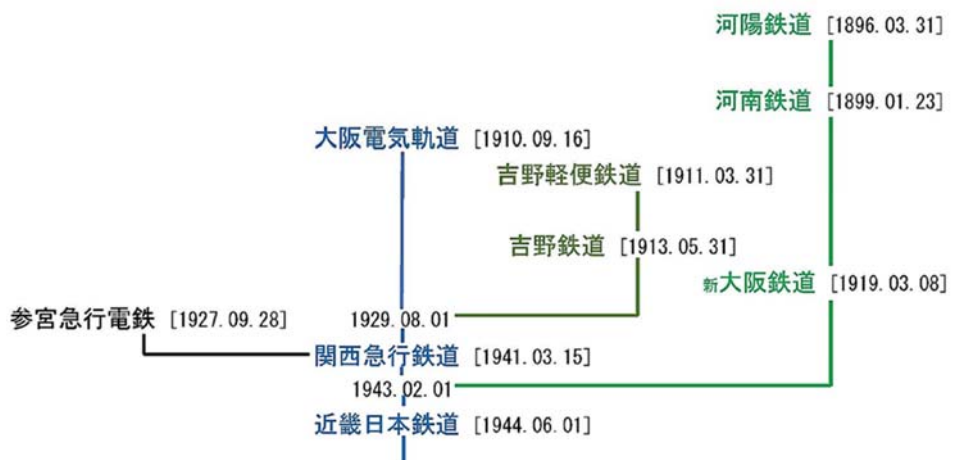 河陽鉄道 [1896.03.31]
河南鉄道 [1899.01.23]
大阪電気軌道 [1910.09.16]
吉野軽便鉄道 [1911.03.31]
吉野鉄道 [1913.05.31]
新大阪鉄道 [1919.03.08]
参宮急行電鉄 [1927.09.28] 1929.08.01
関西急行鉄道 [1941.03.15]
1943.02.01
近畿日本鉄道 [1944.06.01]